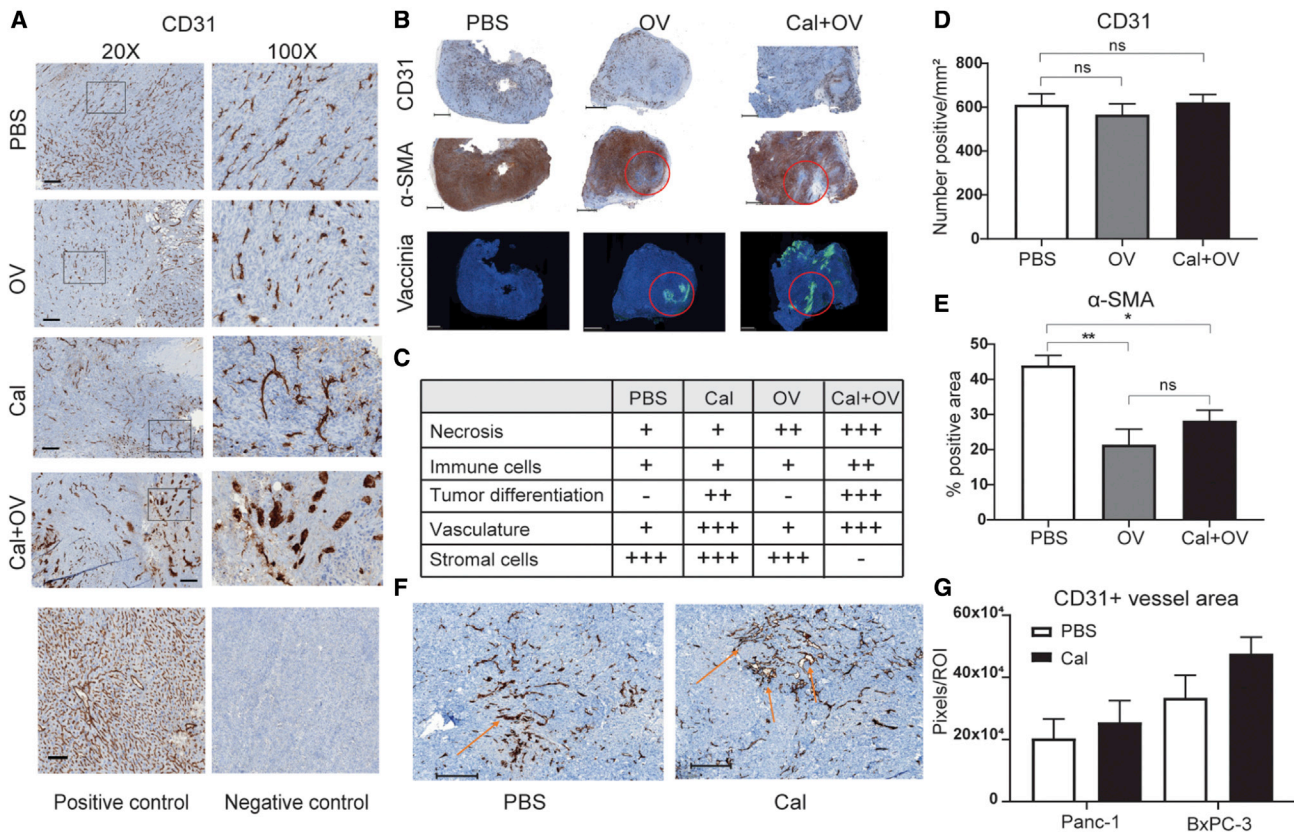 A
CD31
20X 100X
PBS
OV
Cal
Cal+OV
Positive control Negative control
B
PBS OV Cal+OV
CD31
α-SMA
Vaccinia
C
PBS Cal OV Cal+OV
Necrosis + + ++ +++
Immune cells + + + ++
Tumor differentiation - ++ - +++
Vasculature + +++ + +++
Stromal cells +++ +++ +++ -
D
CD31
ns
ns
Number positive/mm²
800
600
400
200
0
PBS OV Cal+OV
E
α-SMA
*
**
ns
% positive area
50
40
30
20
10
0
PBS OV Cal+OV
F
PBS Cal
G
CD31+ vessel area
PBS
Cal
Pixels/ROI
60x10⁴
40x10⁴
20x10⁴
0
Panc-1 BxPC-3